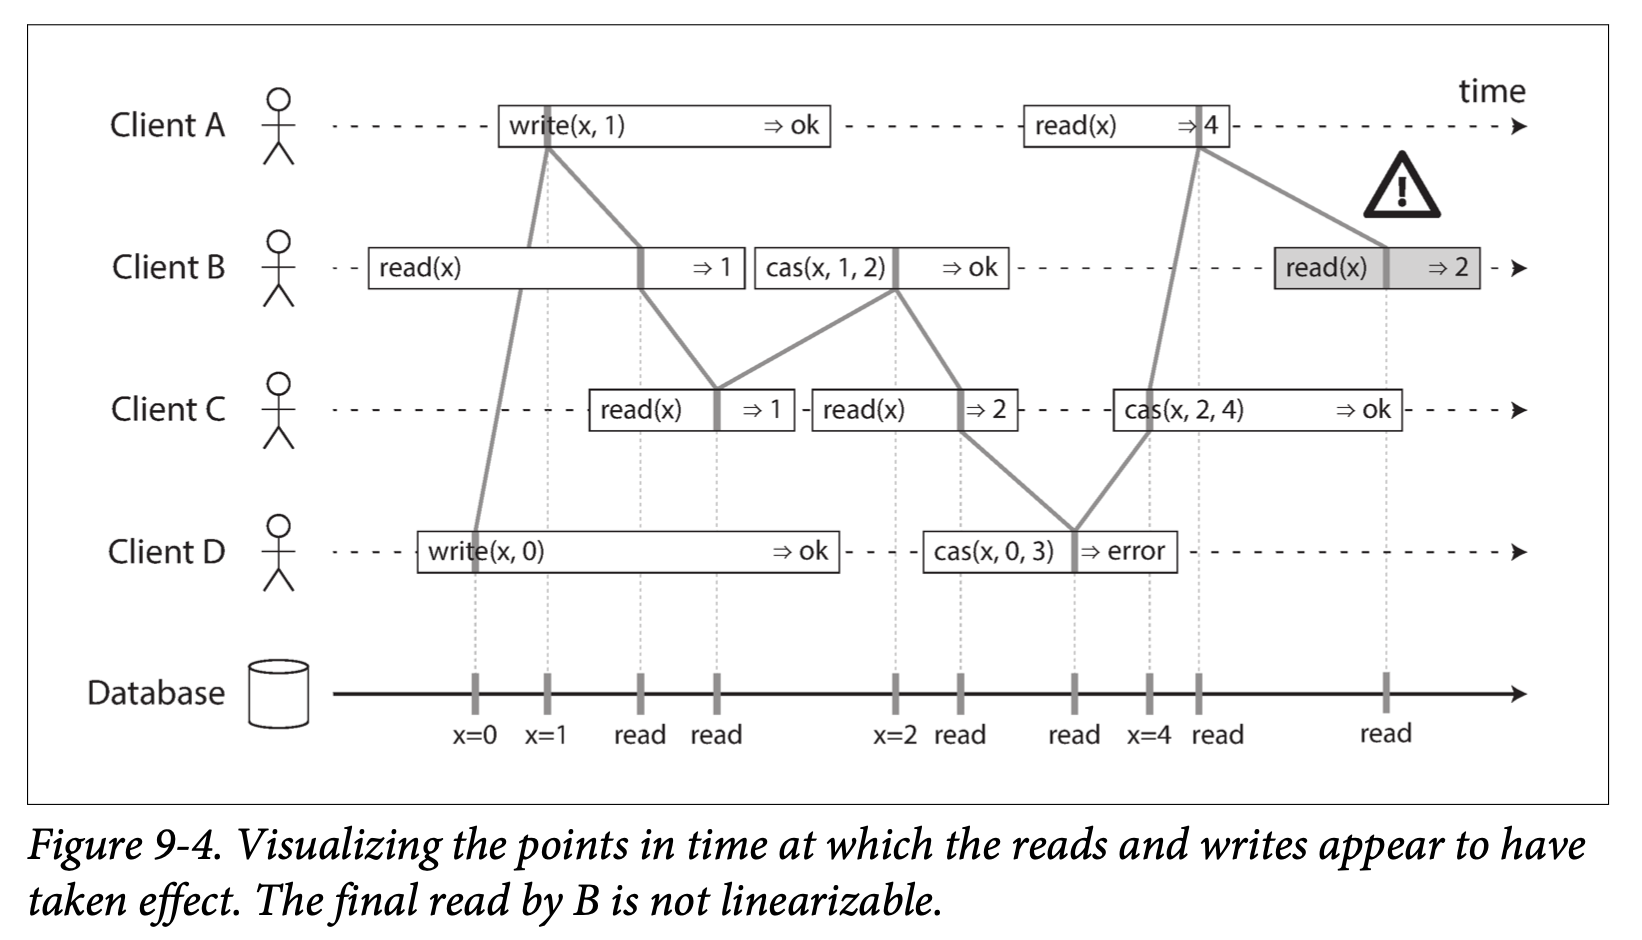 time
Client A
write(x, 1) ⇒ ok
read(x) ⇒ 4
!
Client B
read(x) ⇒ 1
cas(x, 1, 2) ⇒ ok
read(x) ⇒ 2
Client C
read(x) ⇒ 1
read(x) ⇒ 2
cas(x, 2, 4) ⇒ ok
Client D
write(x, 0) ⇒ ok
cas(x, 0, 3) ⇒ error
Database
x=0 x=1 read read x=2 read read x=4 read read
Figure 9-4. Visualizing the points in time at which the reads and writes appear to have
taken effect. The final read by B is not linearizable.